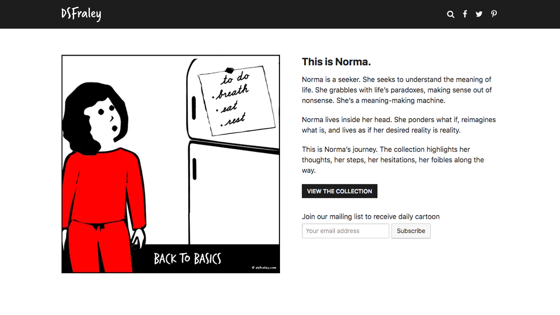 DSFraley
to do
• breath
• eat
• rest
BACK TO BASICS
© dsfraley.com
This is Norma.
Norma is a seeker. She seeks to understand the meaning of
life. She grabbles with life's paradoxes, making sense out of
nonsense. She's a meaning-making machine.
Norma lives inside her head. She ponders what if, reimagines
what is, and lives as if her desired reality is reality.
This is Norma's journey. The collection highlights her
thoughts, her steps, her hesitations, her foibles along the
way.
VIEW THE COLLECTION
Join our mailing list to receive daily cartoon
Your email address
Subscribe